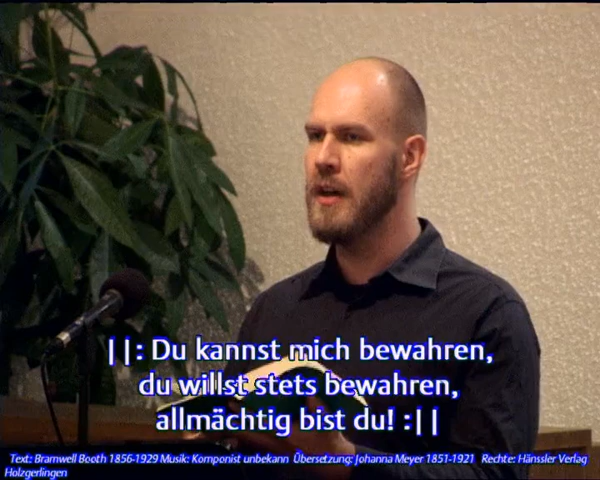 ||: Du kannst mich bewahren,
du willst stets bewahren,
allmächtig bist du! :||
Text: Bramwell Booth 1856-1929 Musik: Komponist unbekann Übersetzung: Johanna Meyer 1851-1921 Rechte: Hänssler Verlag
Holzgerlingen